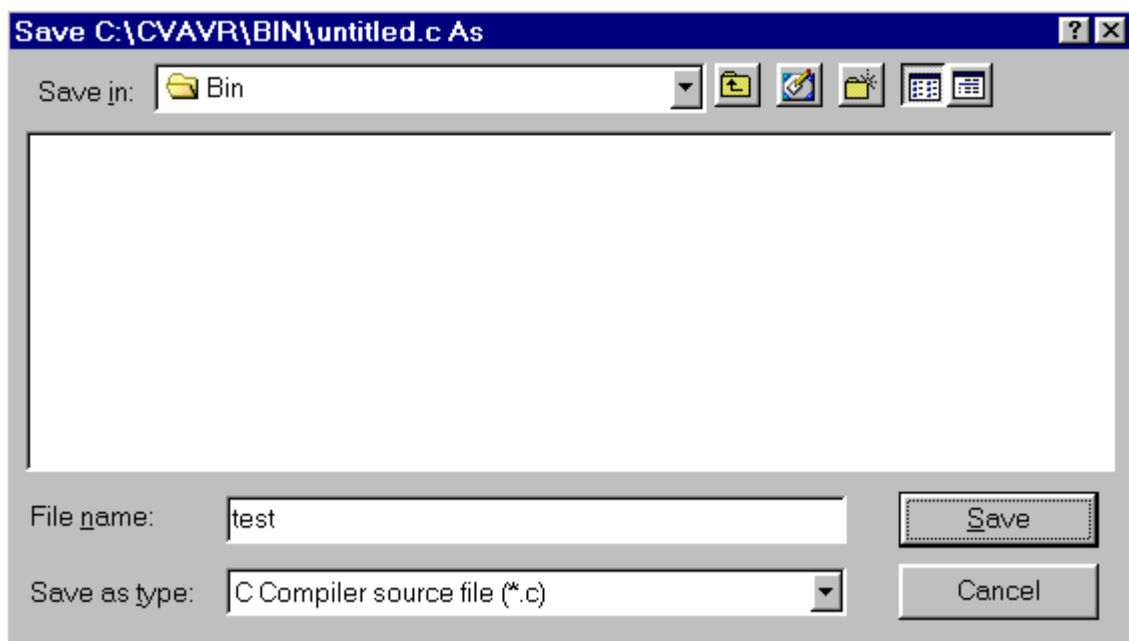 Save C:\CVAVR\BIN\untitled.c As
Save in: Bin
File name: test
Save
Save as type: C Compiler source file (*.c)
Cancel